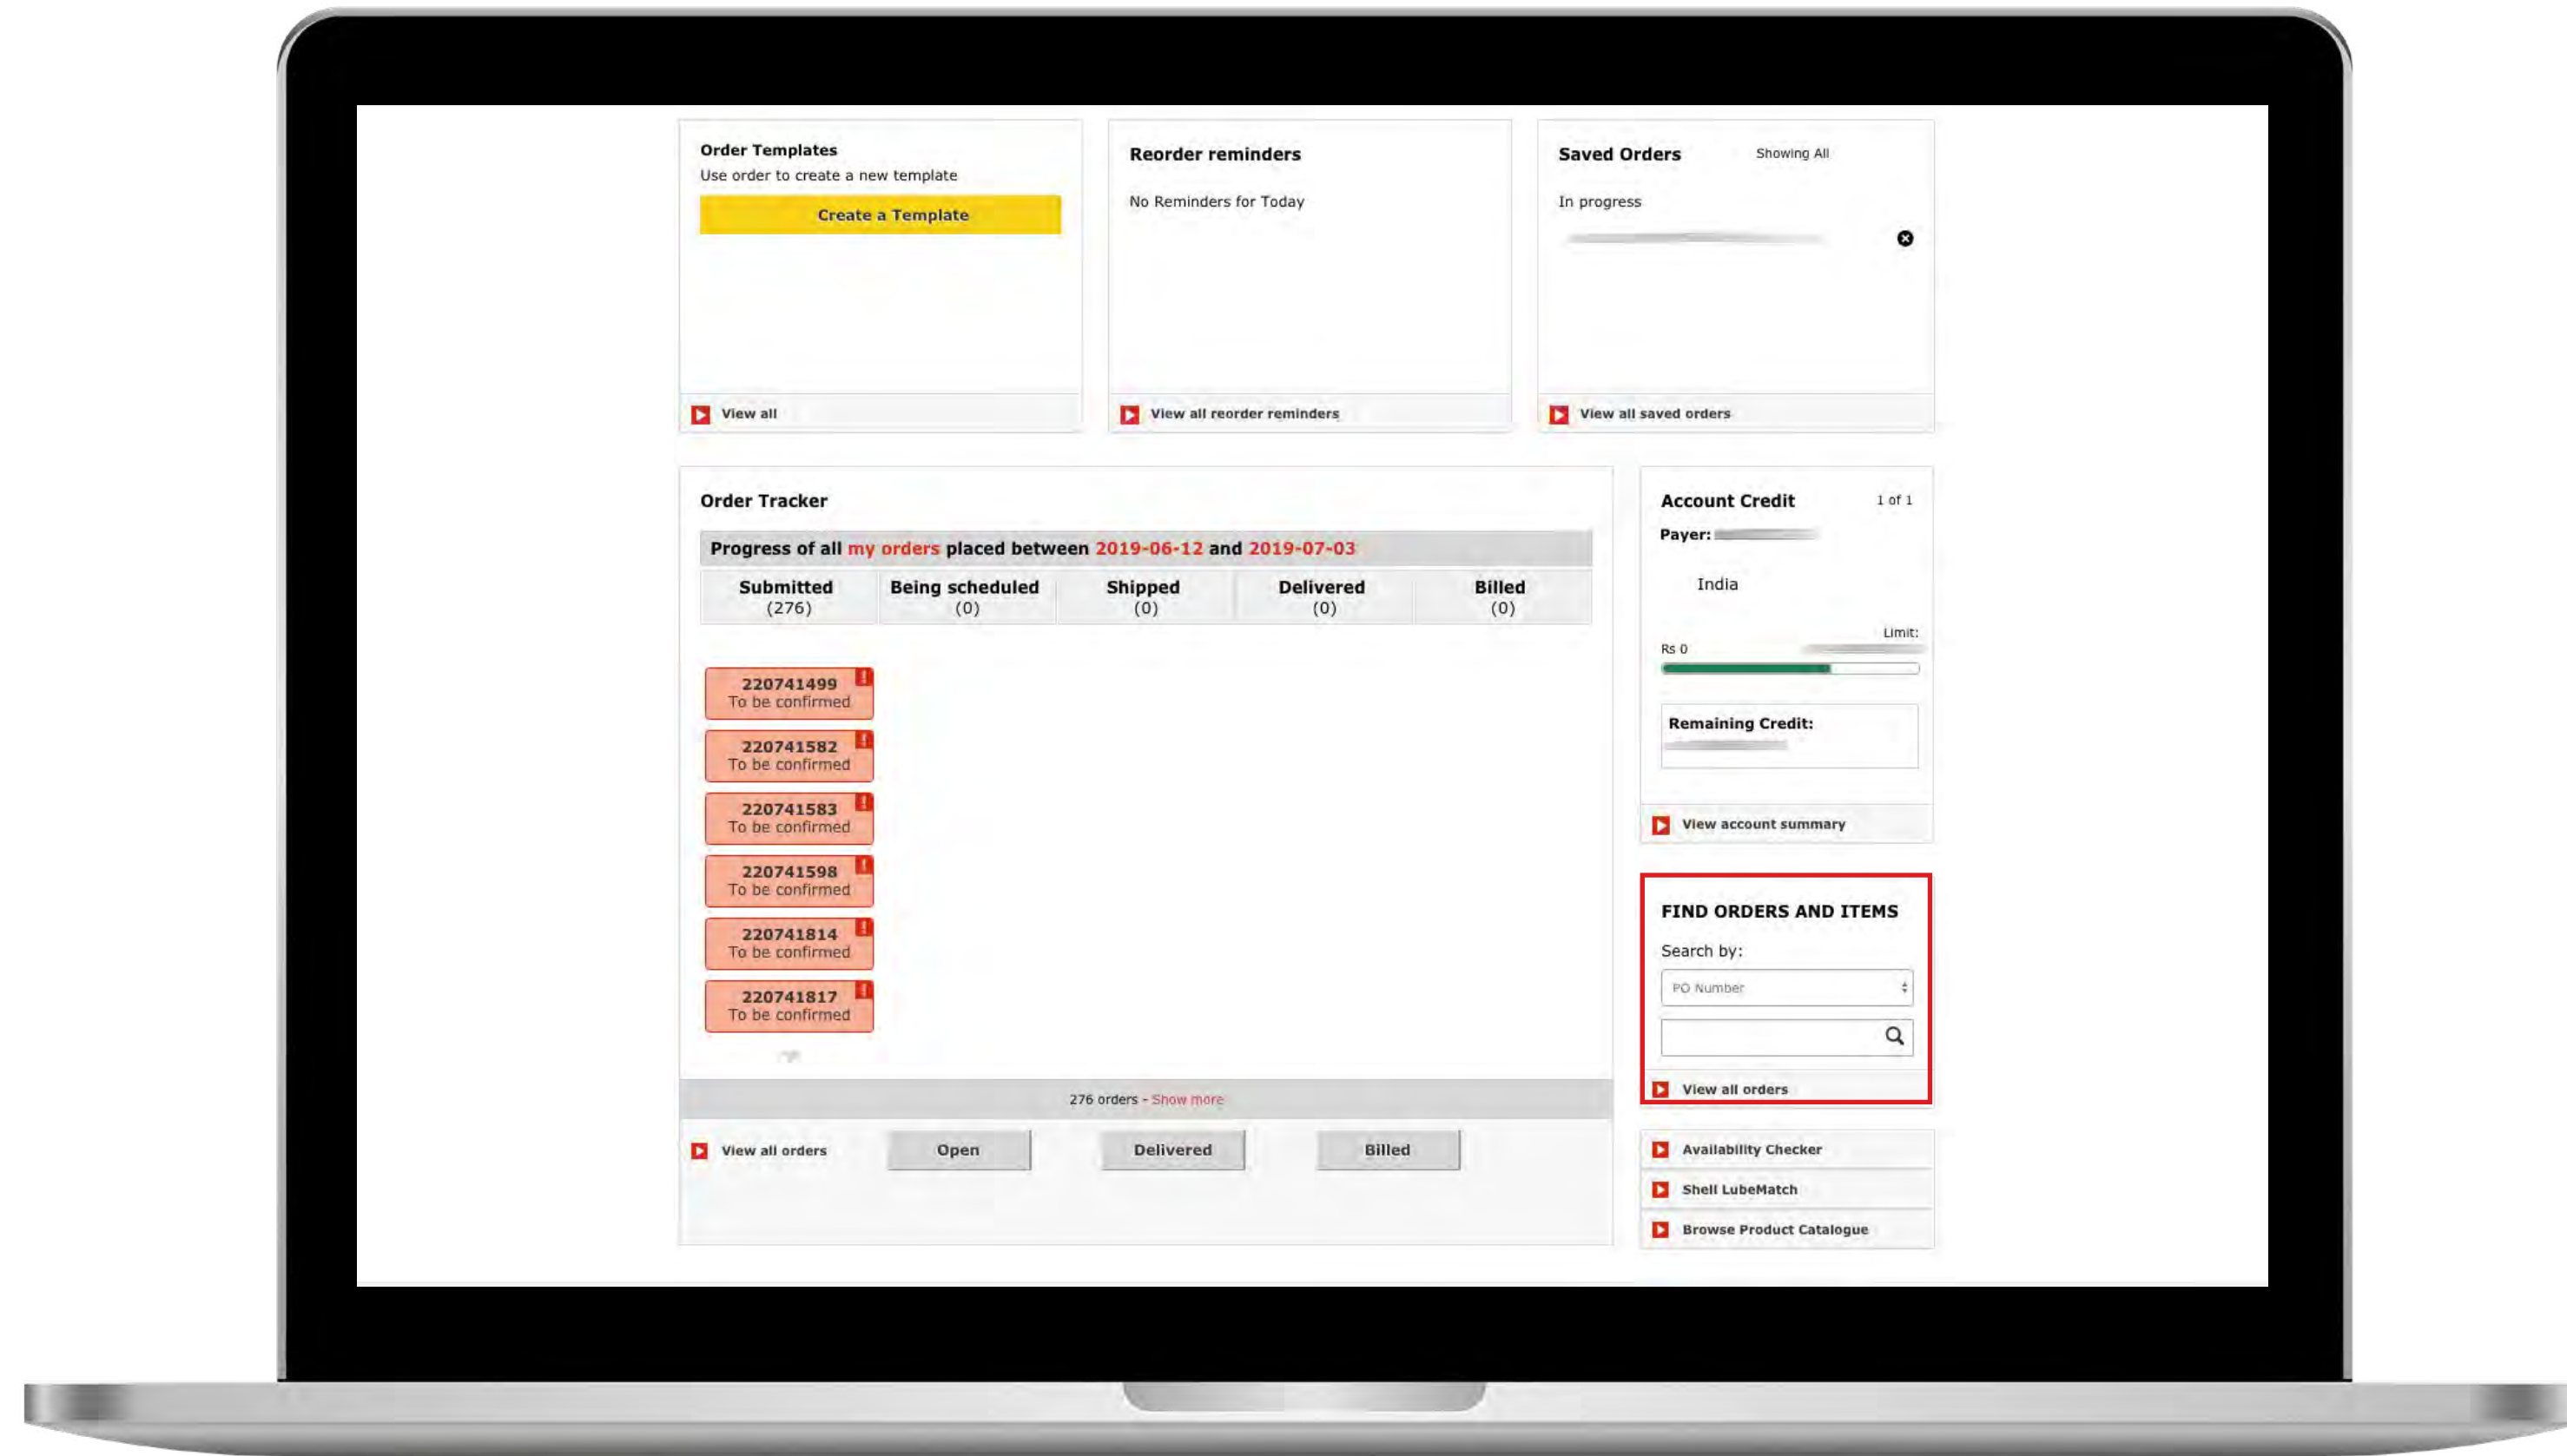 Order Templates
Use order to create a new template
Create a Template
View all
Reorder reminders
No Reminders for Today
View all reorder reminders
Saved Orders Showing All
In progress
View all saved orders
Order Tracker
Progress of all my orders placed between 2019-06-12 and 2019-07-03
Submitted Being scheduled Shipped Delivered Billed
(276) (0) (0) (0) (0)
220741499
To be confirmed
220741582
To be confirmed
220741583
To be confirmed
220741598
To be confirmed
220741814
To be confirmed
220741817
To be confirmed
276 orders - Show more
View all orders Open Delivered Billed
Account Credit 1 of 1
Payer:
India
Limit:
Rs 0
Remaining Credit:
View account summary
FIND ORDERS AND ITEMS
Search by:
PO Number
View all orders
Availability Checker
Shell LubeMatch
Browse Product Catalogue